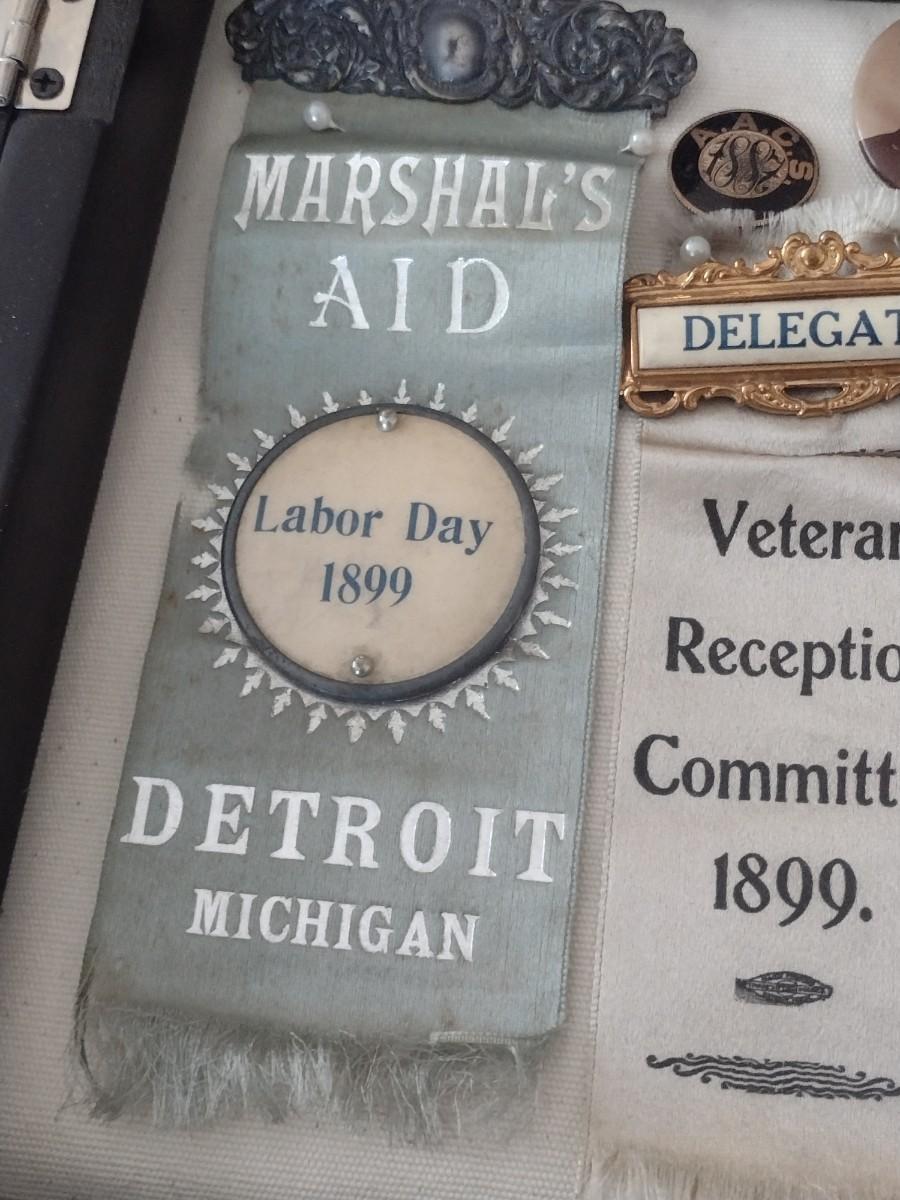 MARSHAL'S
AID
Labor Day
1899
DETROIT
MICHIGAN
A.A.C.S.
DELEGAT
Veteran
Receptio
Committ
1899.